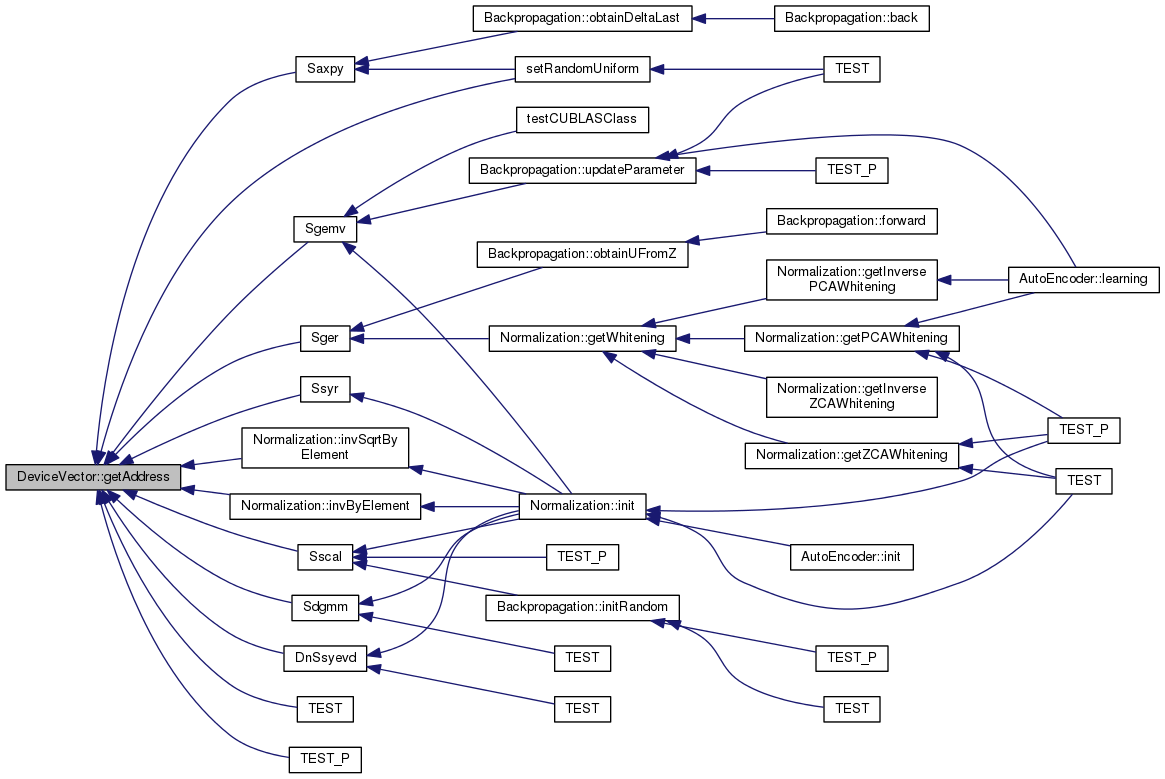 Backpropagation::obtainDeltaLast
Backpropagation::back
Saxpy
setRandomUniform
TEST
testCUBLASClass
Backpropagation::updateParameter
TEST_P
Sgemv
Backpropagation::forward
Backpropagation::obtainUFromZ
Normalization::getInverse
PCAWhitening
AutoEncoder::learning
Sger
Normalization::getWhitening
Normalization::getPCAWhitening
Ssyr
Normalization::getInverse
ZCAWhitening
TEST_P
Normalization::invSqrtBy
Element
Normalization::getZCAWhitening
DeviceVector::getAddress
TEST
Normalization::invByElement
Normalization::init
Sscal
TEST_P
AutoEncoder::init
Sdgmm
Backpropagation::initRandom
DnSsyevd
TEST
TEST_P
TEST
TEST
TEST
TEST_P